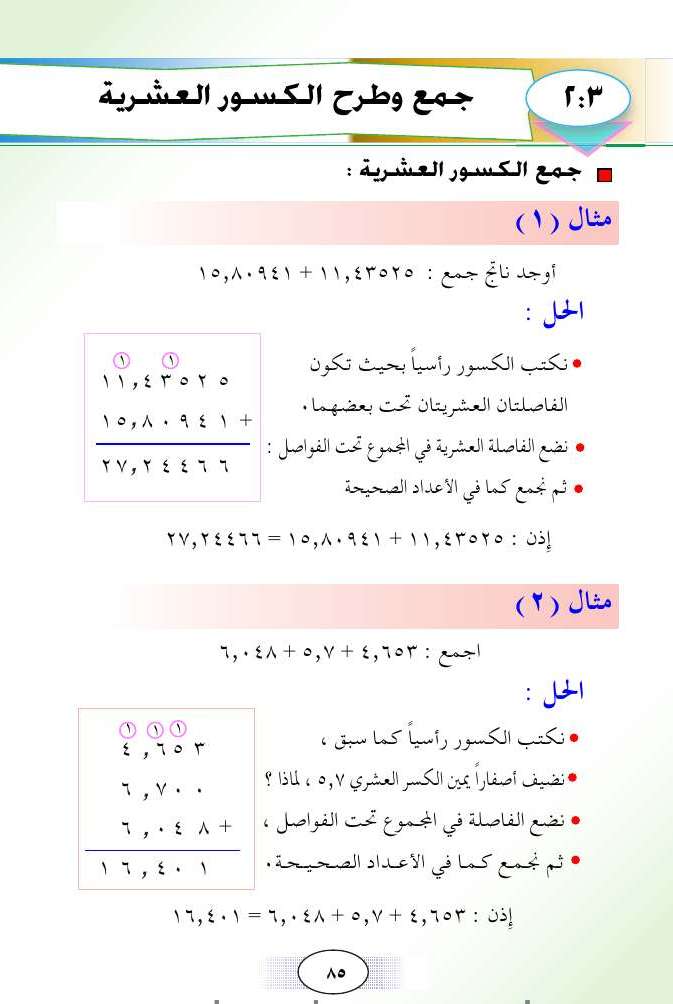 ٢:٣
جمع وطرح الكسور العشرية
جمع الكسور العشرية :
مثال ( ١ )
أوجد ناتج جمع : ١١,٤٣٥٢٥ + ١٥,٨٠٩٤١
الحل :
• نكتب الكسور رأسياً بحيث تكون
الفاصلتان العشريتان تحت بعضهما.
• نضع الفاصلة العشرية في المجموع تحت الفواصل :
• ثم نجمع كما في الأعداد الصحيحة
١ ١
١١,٤٣٥٢٥
١٥,٨٠٩٤١ +
٢٧,٢٤٤٦٦
إذن : ١١,٤٣٥٢٥ + ١٥,٨٠٩٤١ = ٢٧,٢٤٤٦٦
مثال ( ٢ )
اجمع : ٤,٦٥٣ + ٥,٧ + ٦,٠٤٨
الحل :
• نكتب الكسور رأسياً كما سبق ،
• نضيف أصفاراً يمين الكسر العشري ٥,٧ ، لماذا ؟
• نضع الفاصلة في المجموع تحت الفواصل ،
• ثم نجمع كما في الأعداد الصحيحة.
١ ١ ١
٤,٦٥٣
٦,٧٠٠
٦,٠٤٨ +
١٦,٤٠١
إذن : ٤,٦٥٣ + ٥,٧ + ٦,٠٤٨ = ١٦,٤٠١
٨٥